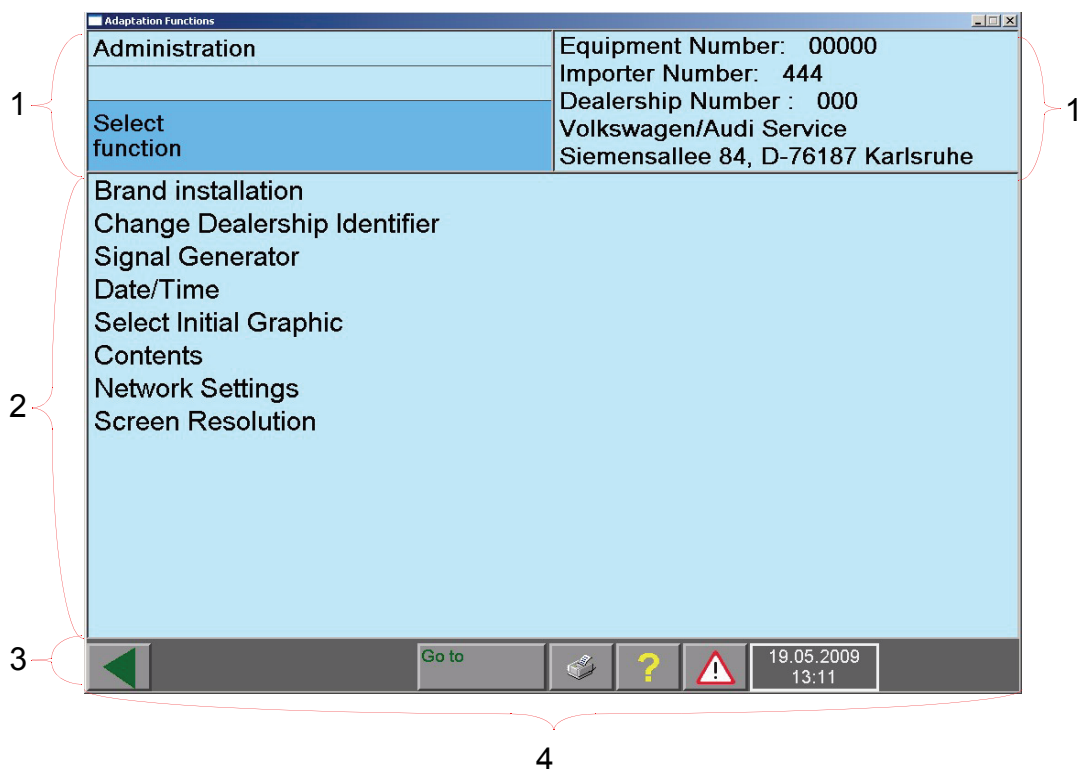 Adaptation Functions
Administration
Select
function
Equipment Number: 00000
Importer Number: 444
Dealership Number : 000
Volkswagen/Audi Service
Siemensallee 84, D-76187 Karlsruhe
1
1
Brand installation
Change Dealership Identifier
Signal Generator
Date/Time
Select Initial Graphic
Contents
Network Settings
Screen Resolution
2
3
Go to
?
!
19.05.2009
13:11
4